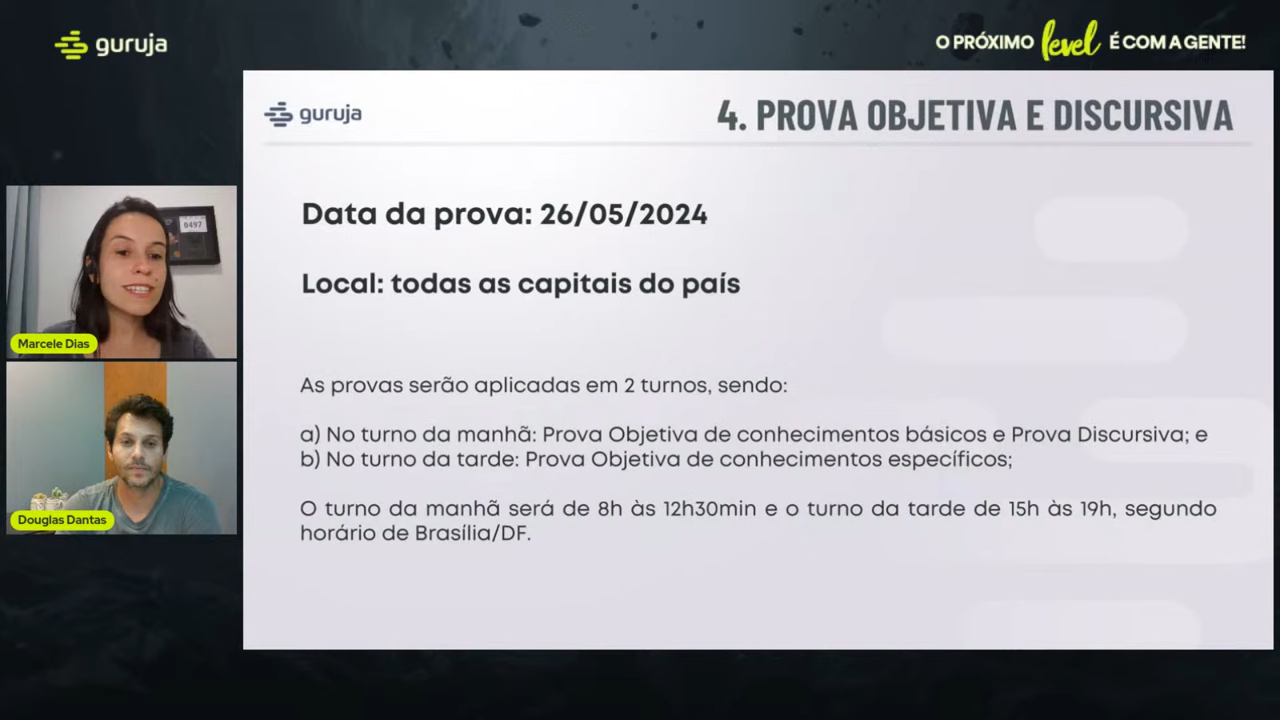 guruja
O PRÓXIMO level É COM A GENTE!
guruja
4. PROVA OBJETIVA E DISCURSIVA
Data da prova: 26/05/2024
Local: todas as capitais do país
As provas serão aplicadas em 2 turnos, sendo:
a) No turno da manhã: Prova Objetiva de conhecimentos básicos e Prova Discursiva; e
b) No turno da tarde: Prova Objetiva de conhecimentos específicos;
O turno da manhã será de 8h às 12h30min e o turno da tarde de 15h às 19h, segundo
horário de Brasília/DF.
0497
Marcele Dias
Douglas Dantas